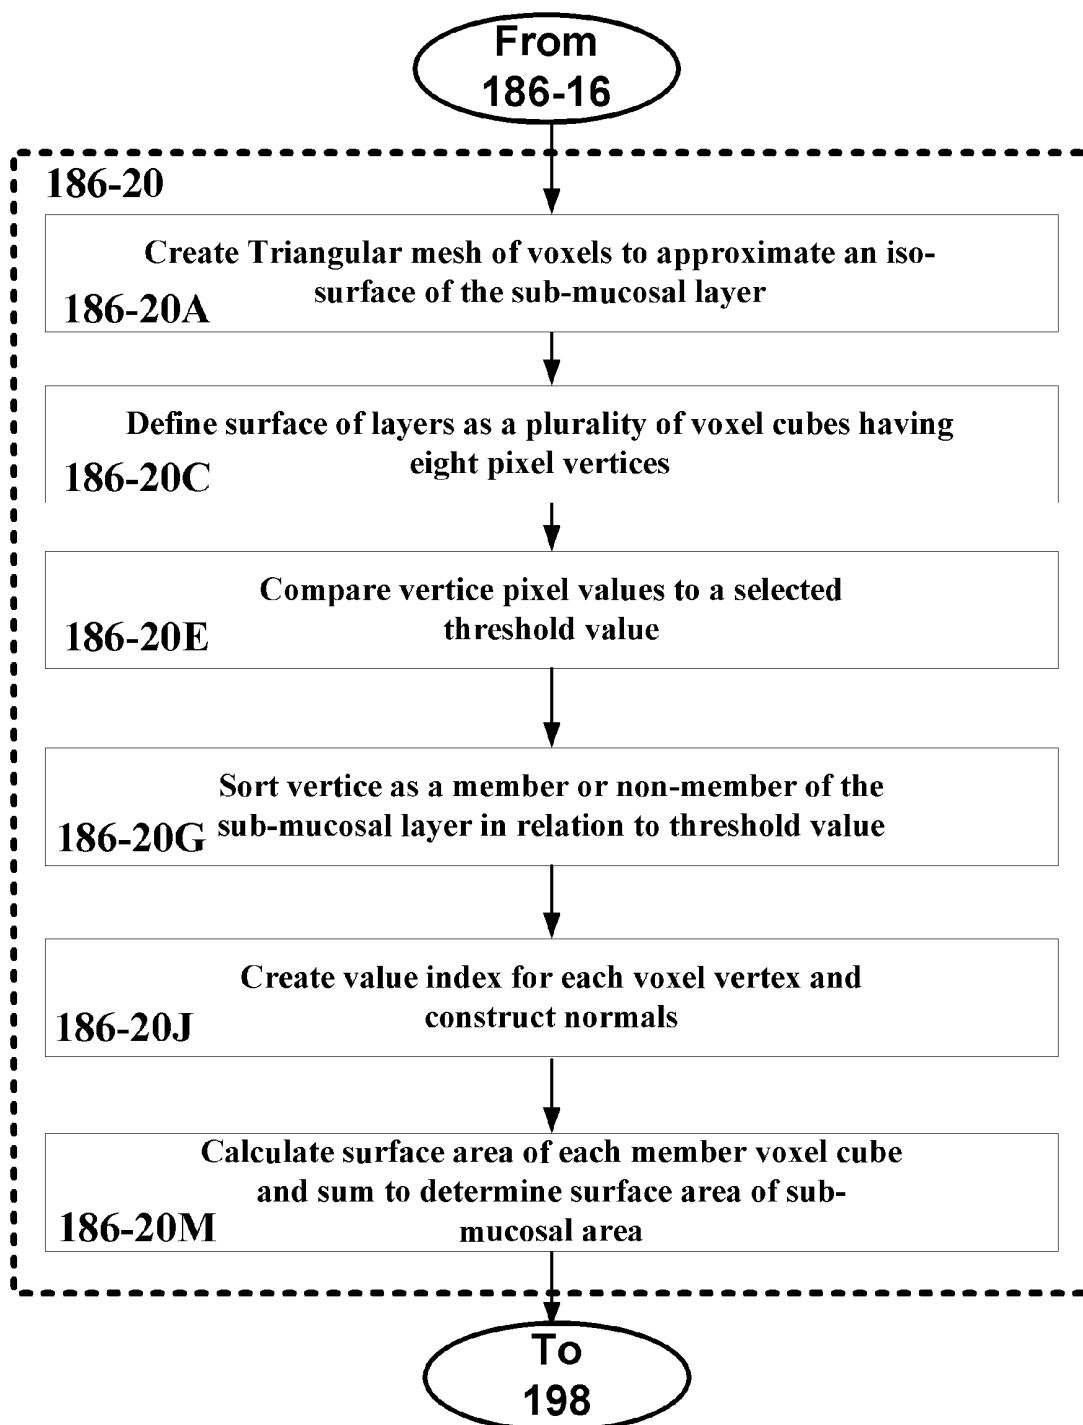 From
186-16
186-20
Create Triangular mesh of voxels to approximate an iso-
surface of the sub-mucosal layer
186-20A
Define surface of layers as a plurality of voxel cubes having
eight pixel vertices
186-20C
Compare vertice pixel values to a selected
threshold value
186-20E
Sort vertice as a member or non-member of the
sub-mucosal layer in relation to threshold value
186-20G
Create value index for each voxel vertex and
construct normals
186-20J
Calculate surface area of each member voxel cube
and sum to determine surface area of sub-
mucosal area
186-20M
To
198